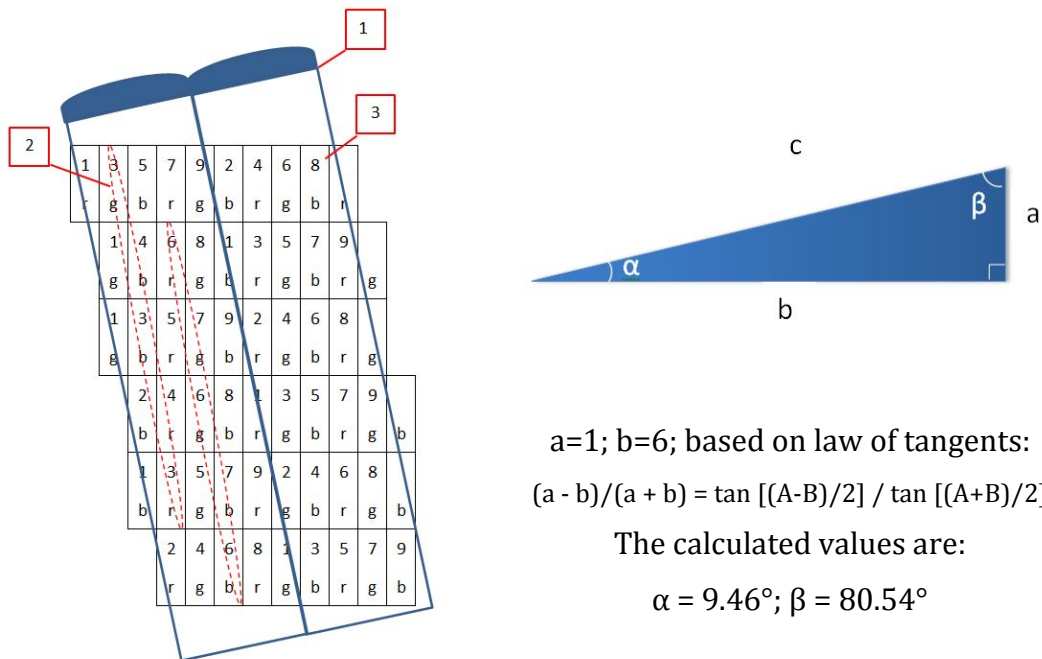 1
2
3
1 3 5 7 9 2 4 6 8
r g b r g b r g b r
1 4 6 8 1 3 5 7 9
g b r g b r g b r g
1 3 5 7 9 2 4 6 8
g b r g b r g b r g
2 4 6 8 1 3 5 7 9
b r g b r g b r g b
1 3 5 7 9 2 4 6 8
b r g b r g b r g b
2 4 6 8 1 3 5 7 9
r g b r g b r g b
c
β a
α
b
a=1; b=6; based on law of tangents:
(a - b)/(a + b) = tan [(A-B)/2] / tan [(A+B)/2]
The calculated values are:
α = 9.46°; β = 80.54°